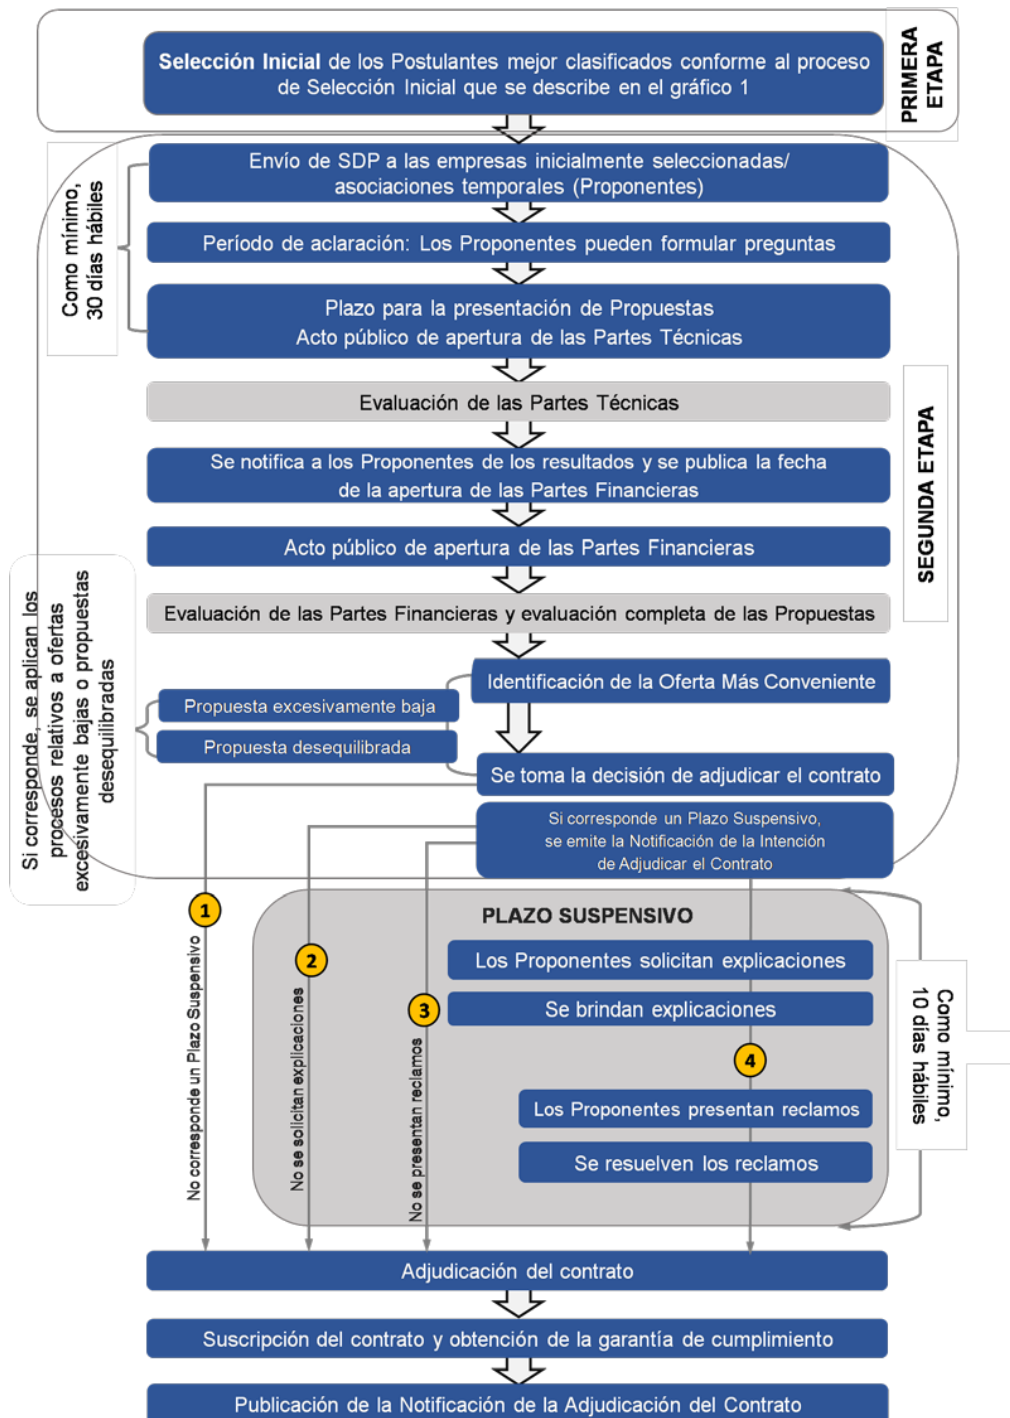 Selección Inicial de los Postulantes mejor clasificados conforme al proceso
de Selección Inicial que se describe en el gráfico 1
PRIMERA
ETAPA
Envío de SDP a las empresas inicialmente seleccionadas/
asociaciones temporales (Proponentes)
Como mínimo,
30 días hábiles
Período de aclaración: Los Proponentes pueden formular preguntas
Plazo para la presentación de Propuestas
Acto público de apertura de las Partes Técnicas
Evaluación de las Partes Técnicas
SEGUNDA ETAPA
Se notifica a los Proponentes de los resultados y se publica la fecha
de la apertura de las Partes Financieras
Acto público de apertura de las Partes Financieras
Evaluación de las Partes Financieras y evaluación completa de las Propuestas
Si corresponde, se aplican los
procesos relativos a ofertas
excesivamente bajas o propuestas
desequilibradas
Identificación de la Oferta Más Conveniente
Propuesta excesivamente baja
Propuesta desequilibrada
Se toma la decisión de adjudicar el contrato
Si corresponde un Plazo Suspensivo,
se emite la Notificación de la Intención
de Adjudicar el Contrato
PLAZO SUSPENSIVO
1
No corresponde un Plazo Suspensivo
2
No se solicitan explicaciones
3
No se presentan reclamos
Los Proponentes solicitan explicaciones
Se brindan explicaciones
4
Los Proponentes presentan reclamos
Se resuelven los reclamos
Como mínimo,
10 días hábiles
Adjudicación del contrato
Suscripción del contrato y obtención de la garantía de cumplimiento
Publicación de la Notificación de la Adjudicación del Contrato